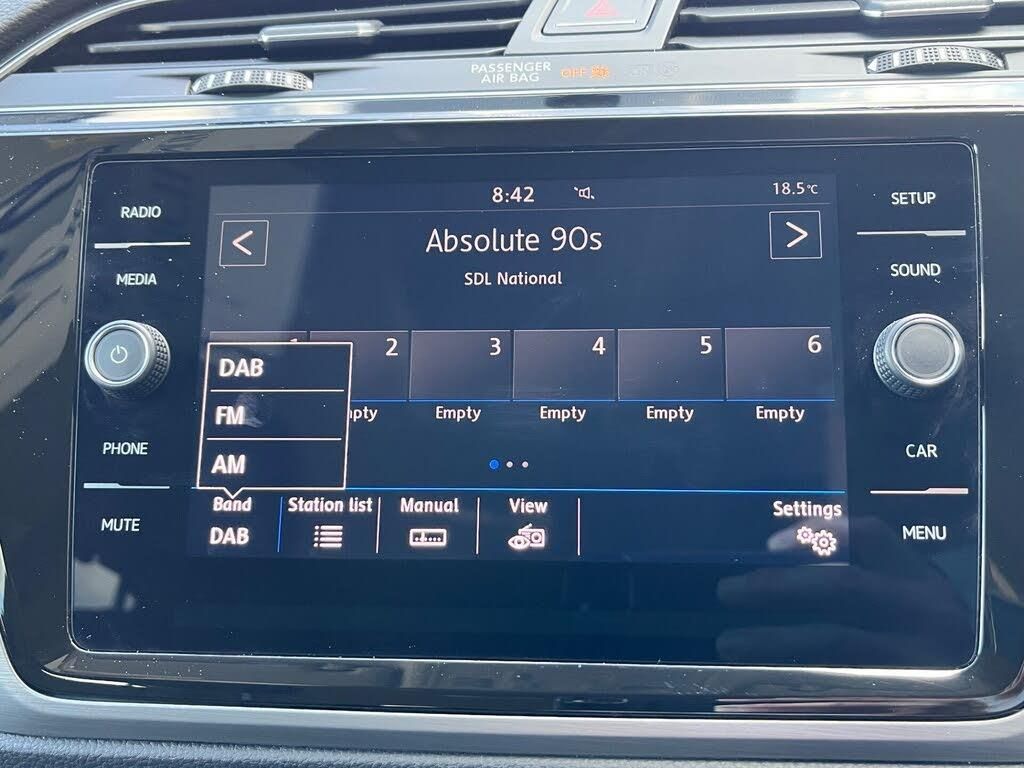 PASSENGER
AIR BAG OFF
8:42 18.5°C
RADIO
SETUP
< Absolute 90s >
SDL National
MEDIA
SOUND
1 2 3 4 5 6
DAB
FM
AM
pty Empty Empty Empty Empty
PHONE
CAR
MUTE
MENU
Band Station list Manual View Settings
DAB